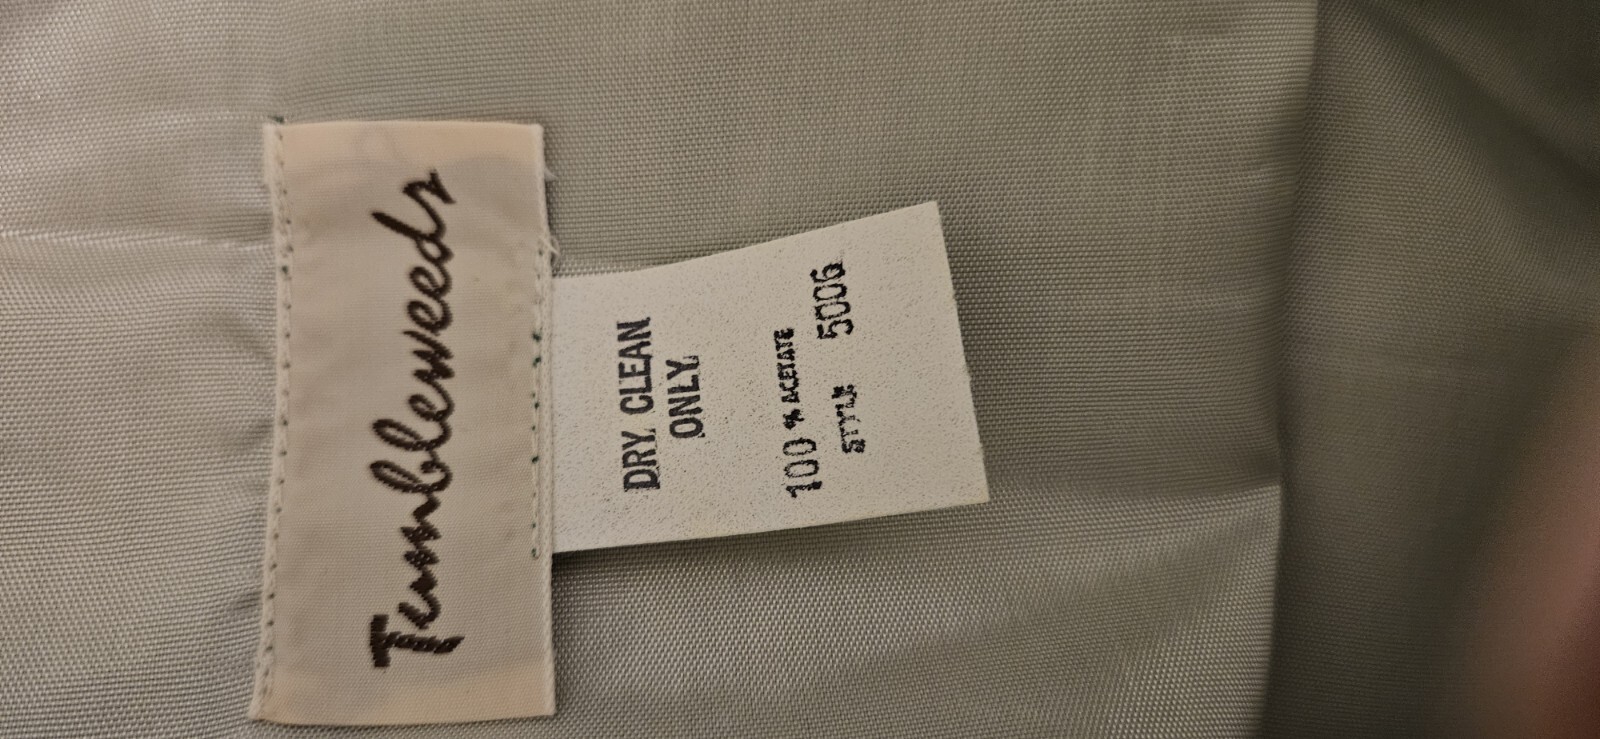 Tumbleweeds
DRY CLEAN
ONLY
100 % ACETATE
STYLE 5006